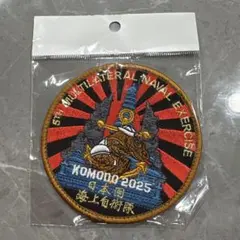 5TH MULTILATERAL NAVAL EXERCISE
KOMODO 2025
日本国
海上自衛隊